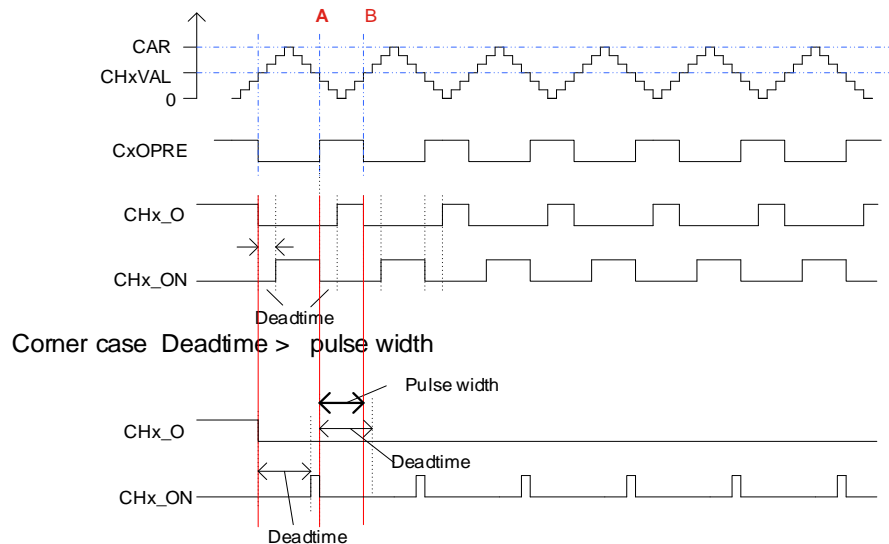 A B
CAR
CHxVAL
0
CxOPRE
CHx_O
CHx_ON
Deadtime
Corner case Deadtime > pulse width
Pulse width
CHx_O
Deadtime
CHx_ON
Deadtime